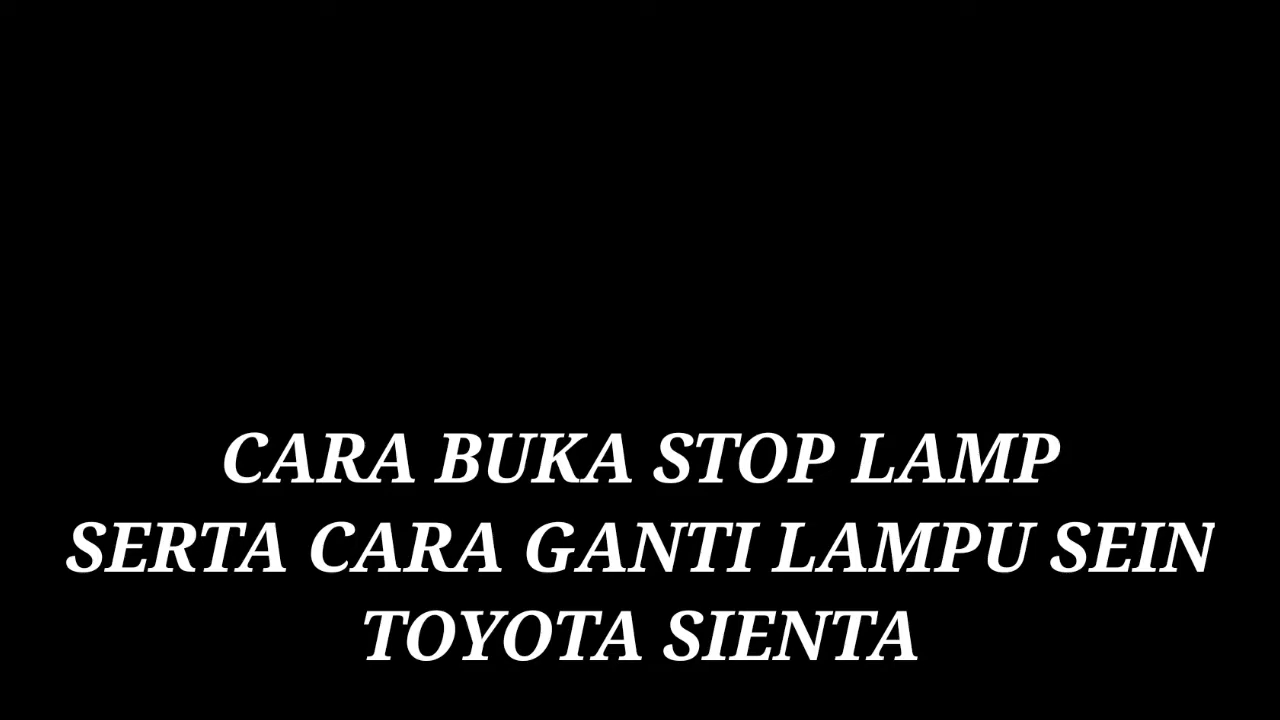 CARA BUKA STOP LAMP
SERTA CARA GANTI LAMPU SEIN
TOYOTA SIENTA